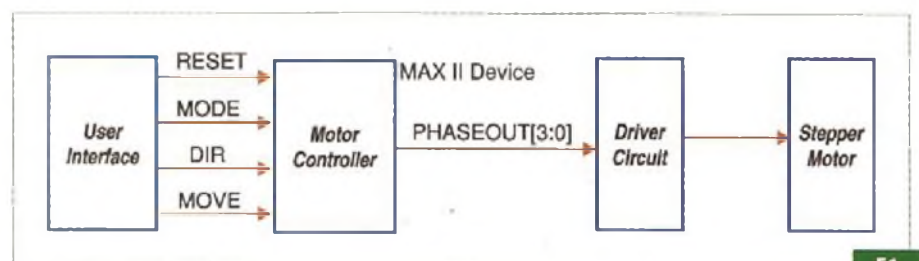 RESET
MODE
DIR
MOVE
User
Interface
Motor
Controller
MAX II Device
PHASEOUT[3:0]
Driver
Circuit
Stepper
Motor